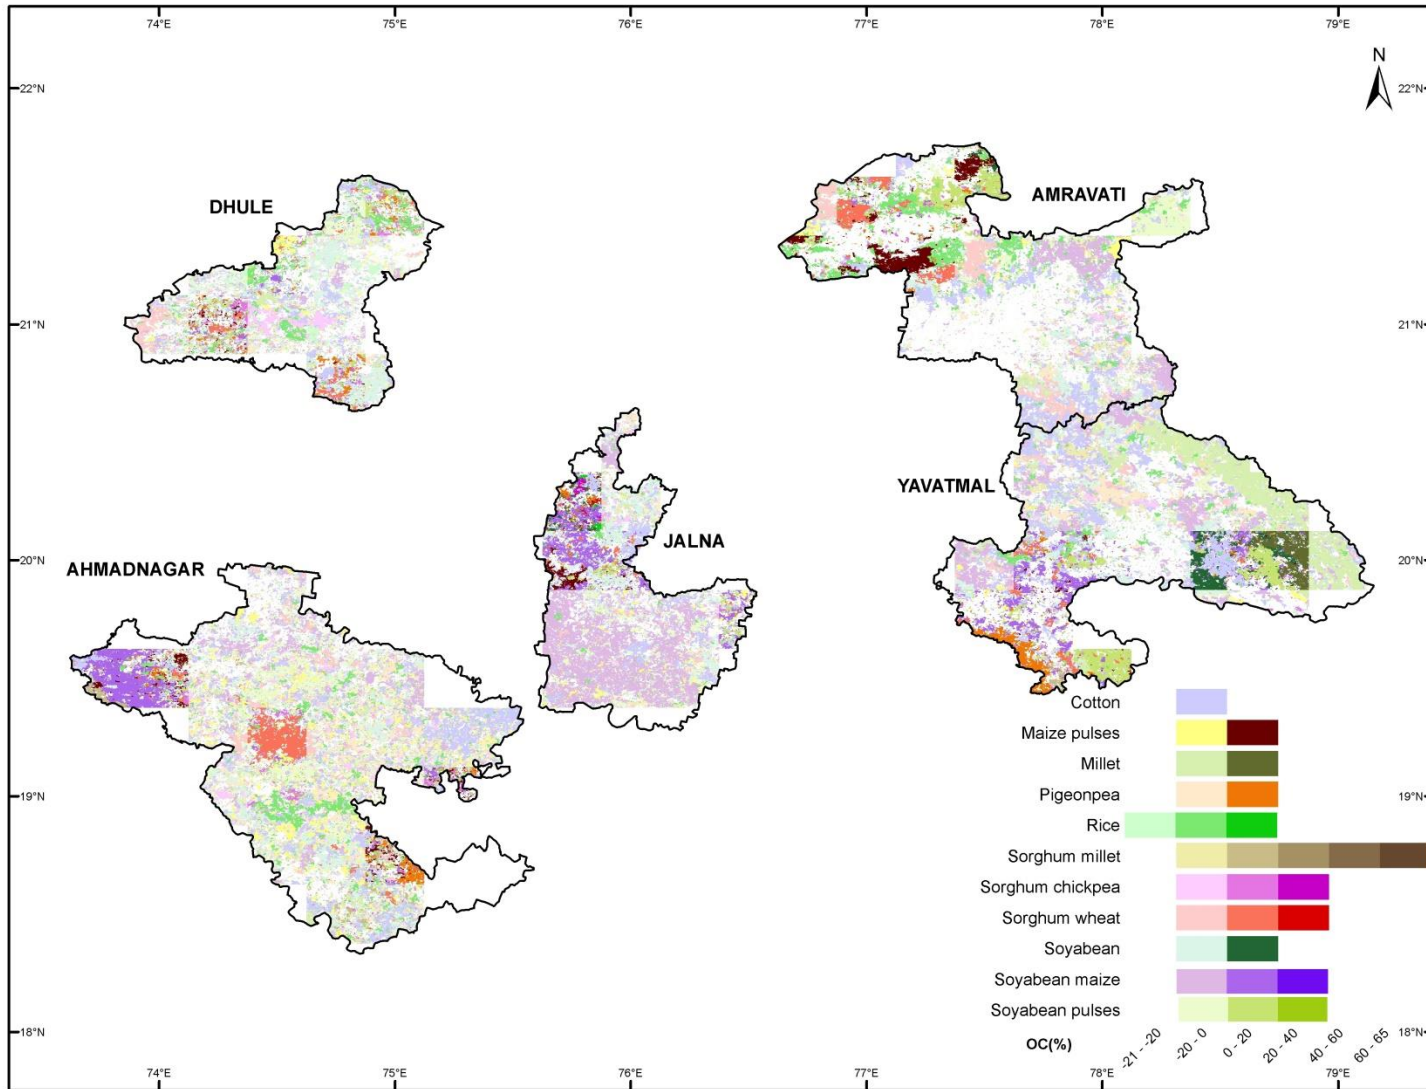 74°E 75°E 76°E 77°E 78°E 79°E
N
22°N 22°N
AMRAVATI
DHULE
21°N 21°N
YAVATMAL
JALNA
20°N 20°N
AHMADNAGAR
Cotton
Maize pulses
Millet
Pigeonpea
19°N 19°N
Rice
Sorghum millet
Sorghum chickpea
Sorghum wheat
Soyabean
Soyabean maize
Soyabean pulses
18°N 18°N
OC(%) -21 - -20 -20 - 0 0 - 20 20 - 40 40 - 60 60 - 65
74°E 75°E 76°E 77°E 78°E 79°E